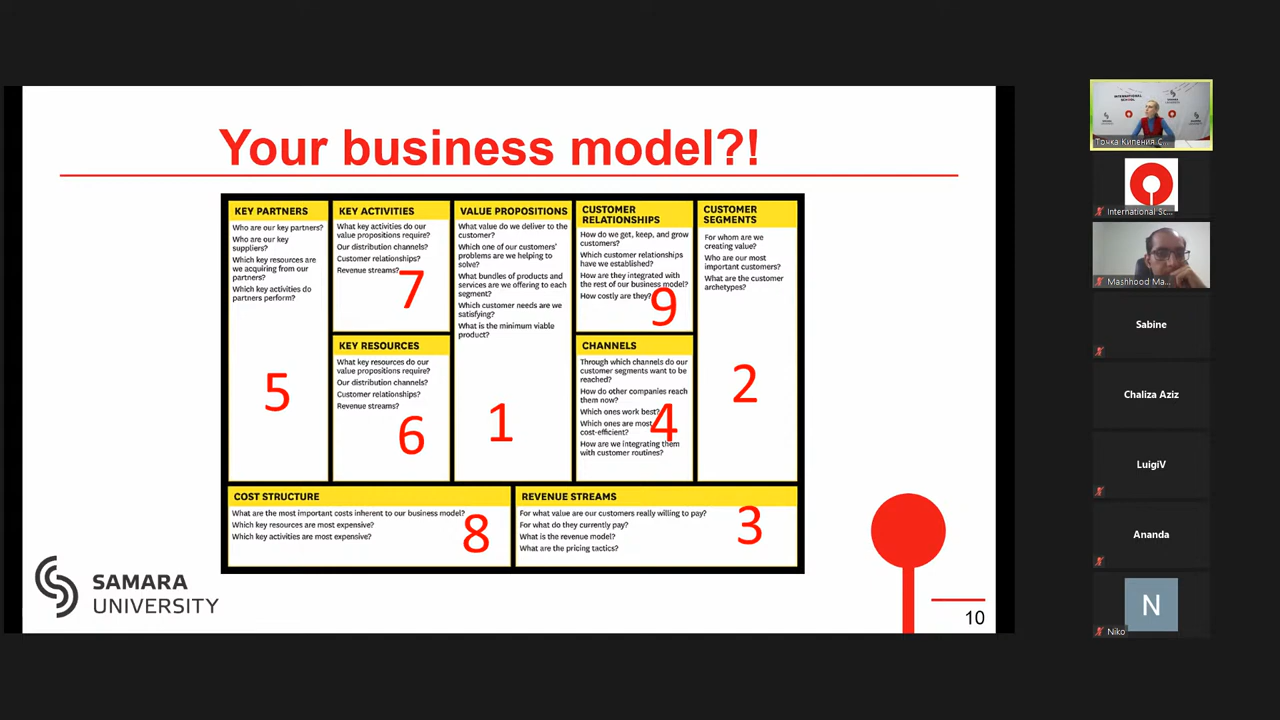 Your business model?!
KEY PARTNERS
Who are our key partners?
Who are our key
suppliers?
Which key resources are
we acquiring from our
partners?
Which key activities do
partners perform?
5
KEY ACTIVITIES
What key activities do our
value propositions require?
Our distribution channels?
Customer relationships?
Revenue streams?
7
KEY RESOURCES
What key resources do our
value propositions require?
Our distribution channels?
Customer relationships?
Revenue streams?
6
VALUE PROPOSITIONS
What value do we deliver to the
customer?
Which one of our customers'
problems are we helping to
solve?
What bundles of products and
services are we offering to each
segment?
Which customer needs are we
satisfying?
What is the minimum viable
product?
1
CUSTOMER
RELATIONSHIPS
How do we get, keep, and grow
customers?
Which customer relationships
have we established?
How are they integrated with
the rest of our business model?
How costly are they?
9
CHANNELS
Through which channels do our
customer segments want to be
reached?
How do other companies reach
them now?
Which ones work best?
Which ones are most
cost-efficient?
How are we integrating them
with customer routines?
4
CUSTOMER
SEGMENTS
For whom are we
creating value?
Who are our most
important customers?
What are the customer
archetypes?
2
COST STRUCTURE
What are the most important costs inherent to our business model?
Which key resources are most expensive?
Which key activities are most expensive?
8
REVENUE STREAMS
For what value are our customers really willing to pay?
For what do they currently pay?
What is the revenue model?
What are the pricing tactics?
3
SAMARA
UNIVERSITY
10
INTERNATIONAL
SCHOOL
SAMARA
UNIVERSITY
Точка Кипения С...
International Sc...
Mashhood Ma...
Sabine
Chaliza Aziz
LuigiV
Ananda
N
Niko